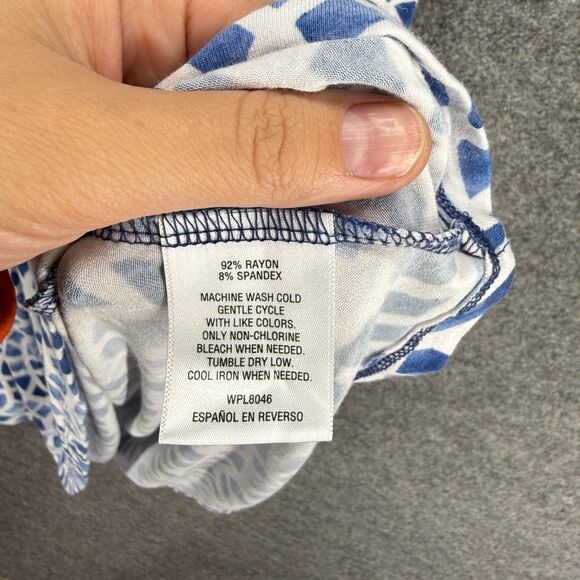 92% RAYON
8% SPANDEX
MACHINE WASH COLD
GENTLE CYCLE
WITH LIKE COLORS.
ONLY NON-CHLORINE
BLEACH WHEN NEEDED.
TUMBLE DRY LOW.
COOL IRON WHEN NEEDED.
WPL8046
ESPAÑOL EN REVERSO